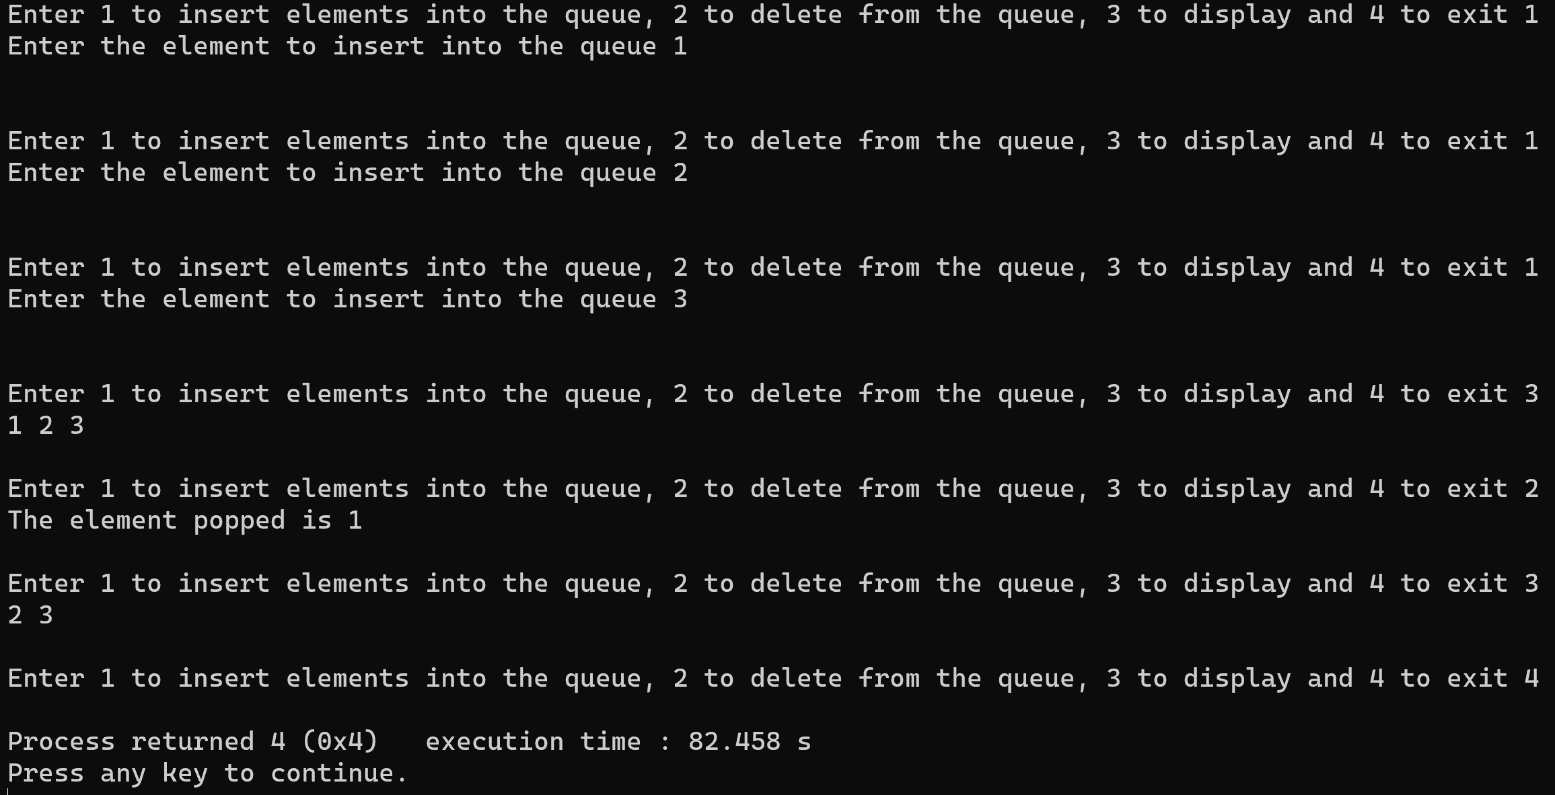 Enter 1 to insert elements into the queue, 2 to delete from the queue, 3 to display and 4 to exit 1
Enter the element to insert into the queue 1
Enter 1 to insert elements into the queue, 2 to delete from the queue, 3 to display and 4 to exit 1
Enter the element to insert into the queue 2
Enter 1 to insert elements into the queue, 2 to delete from the queue, 3 to display and 4 to exit 1
Enter the element to insert into the queue 3
Enter 1 to insert elements into the queue, 2 to delete from the queue, 3 to display and 4 to exit 3
1 2 3
Enter 1 to insert elements into the queue, 2 to delete from the queue, 3 to display and 4 to exit 2
The element popped is 1
Enter 1 to insert elements into the queue, 2 to delete from the queue, 3 to display and 4 to exit 3
2 3
Enter 1 to insert elements into the queue, 2 to delete from the queue, 3 to display and 4 to exit 4
Process returned 4 (0x4)   execution time : 82.458 s
Press any key to continue.